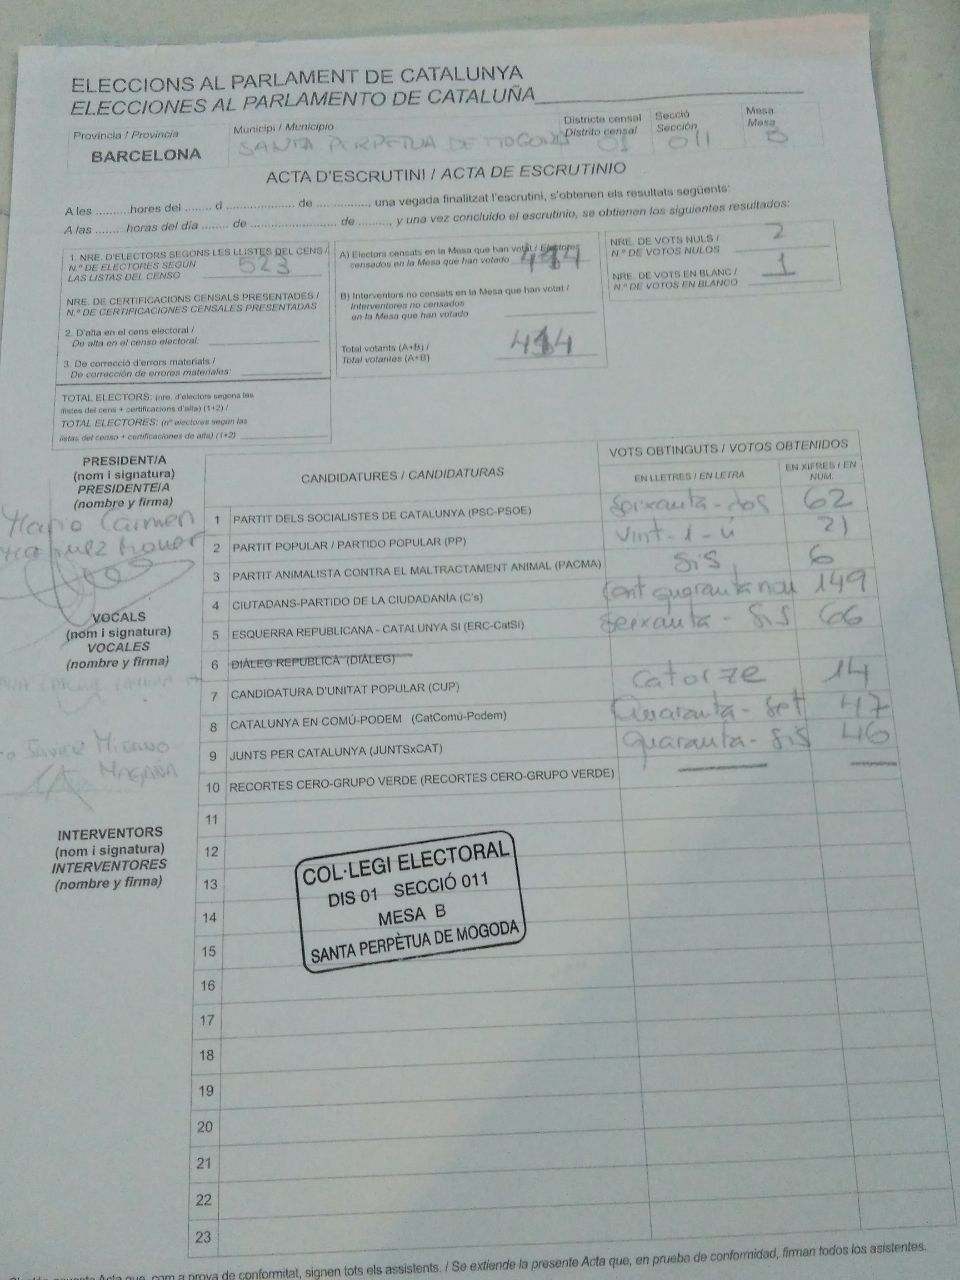 ELECCIONS AL PARLAMENT DE CATALUNYA
ELECCIONES AL PARLAMENTO DE CATALUÑA
Província / Provincia
BARCELONA
Municipi / Municipio
SANTA PERPETUA DE MOGODA
Districte censal
Distrito censal
01
Secció
Sección
011
Mesa
Mesa
B
ACTA D'ESCRUTINI / ACTA DE ESCRUTINIO
A les .........hores del ........ d ..................... de ................, una vegada finalitzat l'escrutini, s'obtenen els resultats següents:
A las ........ horas del día ........ de .......................... de .........., y una vez concluido el escrutinio, se obtienen los siguientes resultados:
1. NRE. D'ELECTORS SEGONS LES LLISTES DEL CENS /
N.º DE ELECTORES SEGÚN
LAS LISTAS DEL CENSO
523
NRE. DE CERTIFICACIONS CENSALS PRESENTADES /
N.º DE CERTIFICACIONES CENSALES PRESENTADAS
2. D'alta en el cens electoral /
De alta en el censo electoral:
3. De correcció d'errors materials /
De corrección de errores materiales:
TOTAL ELECTORS: (nre. d'electors segons les
llistes del cens + certificacions d'alta) (1+2) /
TOTAL ELECTORES: (nº electores según las
listas del censo + certificaciones de alta) (1+2)
A) Electors censats en la Mesa que han votat / Electores
censados en la Mesa que han votado
414
B) Interventors no censats en la Mesa que han votat /
Interventores no censados
en la Mesa que han votado
Total votants (A+B) /
Total votantes (A+B)
414
NRE. DE VOTS NULS /
N.º DE VOTOS NULOS
2
NRE. DE VOTS EN BLANC /
N.º DE VOTOS EN BLANCO
1
PRESIDENT/A
(nom i signatura)
PRESIDENTE/A
(nombre y firma)
Carmen
VOCALS
(nom i signatura)
VOCALES
(nombre y firma)
INTERVENTORS
(nom i signatura)
INTERVENTORES
(nombre y firma)
CANDIDATURES / CANDIDATURAS
VOTS OBTINGUTS / VOTOS OBTENIDOS
EN LLETRES / EN LETRA
EN XIFRES / EN
NÚM.
1 PARTIT DELS SOCIALISTES DE CATALUNYA (PSC-PSOE) Seixanta-dos 62
2 PARTIT POPULAR / PARTIDO POPULAR (PP) Vint-i-ú 21
3 PARTIT ANIMALISTA CONTRA EL MALTRACTAMENT ANIMAL (PACMA) Sis 6
4 CIUTADANS-PARTIDO DE LA CIUDADANÍA (C's) Cent quaranta nou 149
5 ESQUERRA REPUBLICANA - CATALUNYA SÍ (ERC-CatSí) Seixanta - Sis 66
6 DIÀLEG REPUBLICÀ (DIÀLEG)
7 CANDIDATURA D'UNITAT POPULAR (CUP) Catorze 14
8 CATALUNYA EN COMÚ-PODEM (CatComú-Podem) Quaranta-Set 47
9 JUNTS PER CATALUNYA (JUNTSxCAT) quaranta-sis 46
10 RECORTES CERO-GRUPO VERDE (RECORTES CERO-GRUPO VERDE)
11
12
13
14
15
16
17
18
19
20
21
22
23
COL·LEGI ELECTORAL
DIS 01 SECCIÓ 011
MESA B
SANTA PERPÈTUA DE MOGODA
Acta que, com a prova de conformitat, signen tots els assistents. / Se extiende la presente Acta que, en prueba de conformidad, firman todos los asistentes.